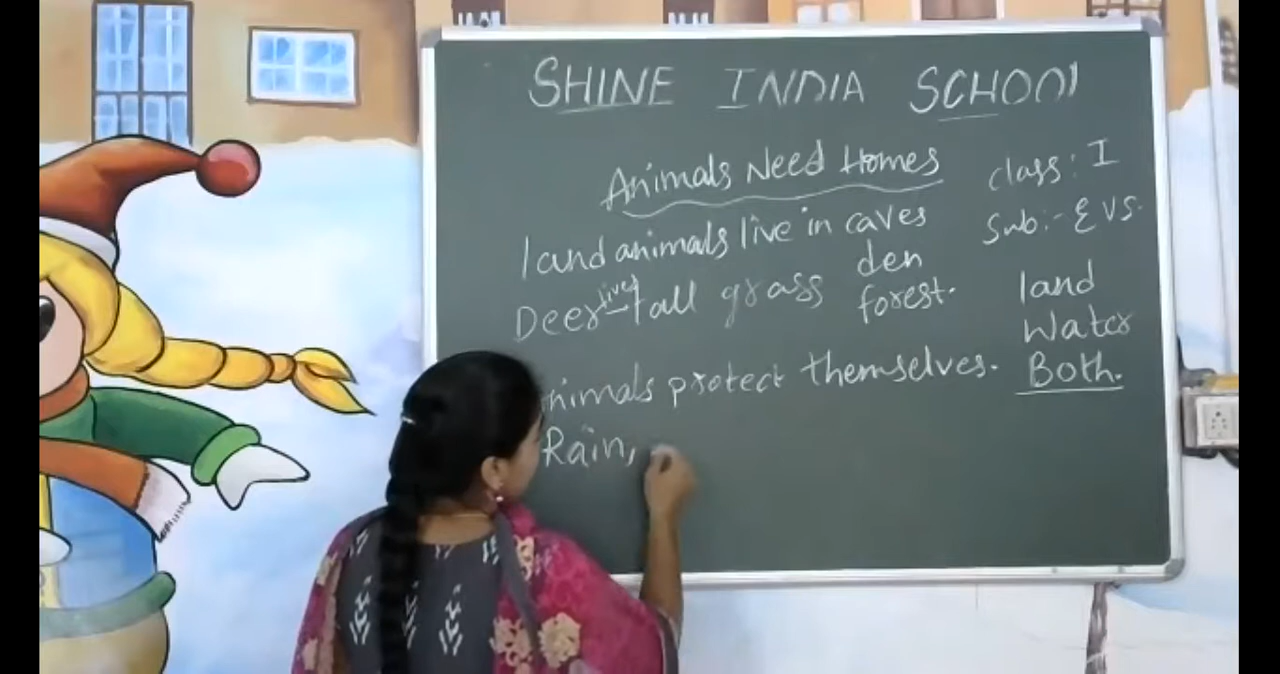 SHINE INDIA SCHOOl
Animals Need Homes
class: I
Sub:- EVS.
land animals live in caves
den
forest.
Deer live tall grass
land
Water
Both.
nimals protect themselves.
Rain,